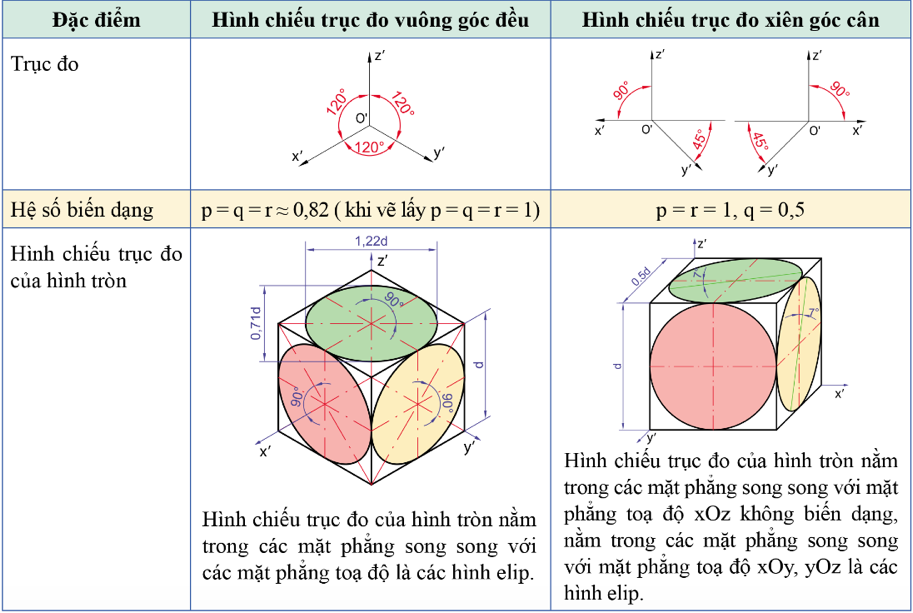 Đặc điểm
Hình chiếu trục đo vuông góc đều
Hình chiếu trục đo xiên góc cân
Trục đo
z′
120°
120°
O'
120°
x′
y′
z′
90°
x′
O'
45°
y′
z′
90°
45°
O'
x′
y′
Hệ số biến dạng
p = q = r ≈ 0,82 ( khi vẽ lấy p = q = r = 1)
p = r = 1, q = 0,5
Hình chiếu trục đo
của hình tròn
1,22d
z′
90°
0,71d
d
90°
90°
x′
y′
Hình chiếu trục đo của hình tròn nằm
trong các mặt phẳng song song với
các mặt phẳng toạ độ là các hình elip.
z′
0,5d
7°
7°
d
x′
y′
Hình chiếu trục đo của hình tròn nằm
trong các mặt phẳng song song với mặt
phẳng toạ độ xOz không biến dạng,
nằm trong các mặt phẳng song song
với mặt phẳng toạ độ xOy, yOz là các
hình elip.